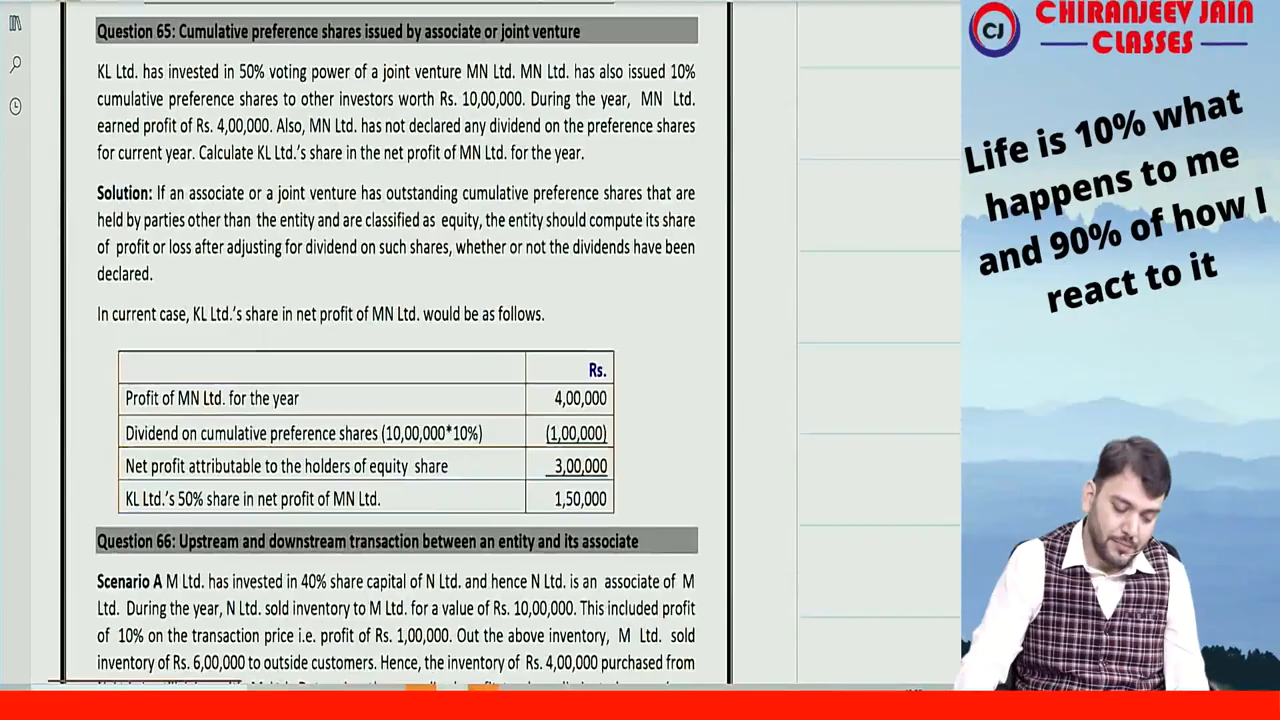 Question 65: Cumulative preference shares issued by associate or joint venture
KL Ltd. has invested in 50% voting power of a joint venture MN Ltd. MN Ltd. has also issued 10%
cumulative preference shares to other investors worth Rs. 10,00,000. During the year, MN Ltd.
earned profit of Rs. 4,00,000. Also, MN Ltd. has not declared any dividend on the preference shares
for current year. Calculate KL Ltd.'s share in the net profit of MN Ltd. for the year.
Solution: If an associate or a joint venture has outstanding cumulative preference shares that are
held by parties other than the entity and are classified as equity, the entity should compute its share
of profit or loss after adjusting for dividend on such shares, whether or not the dividends have been
declared.
In current case, KL Ltd.'s share in net profit of MN Ltd. would be as follows.
Rs.
Profit of MN Ltd. for the year 4,00,000
Dividend on cumulative preference shares (10,00,000*10%) (1,00,000)
Net profit attributable to the holders of equity share 3,00,000
KL Ltd.'s 50% share in net profit of MN Ltd. 1,50,000
Question 66: Upstream and downstream transaction between an entity and its associate
Scenario A M Ltd. has invested in 40% share capital of N Ltd. and hence N Ltd. is an associate of M
Ltd. During the year, N Ltd. sold inventory to M Ltd. for a value of Rs. 10,00,000. This included profit
of 10% on the transaction price i.e. profit of Rs. 1,00,000. Out the above inventory, M Ltd. sold
inventory of Rs. 6,00,000 to outside customers. Hence, the inventory of Rs. 4,00,000 purchased from
CJ
CHIRANJEEV JAIN
CLASSES
Life is 10% what
happens to me
and 90% of how I
react to it